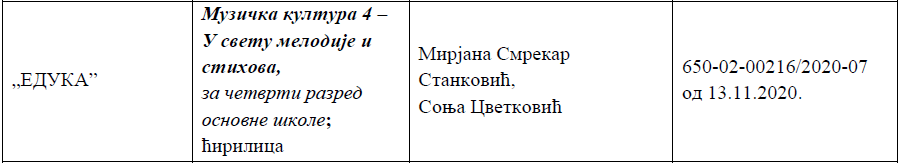 „ЕДУКА”
Музичка култура 4 –
У свету мелодије и
стихова,
за четврти разред
основне школе;
ћирилица
Мирјана Смрекар
Станковић,
Соња Цветковић
650-02-00216/2020-07
од 13.11.2020.